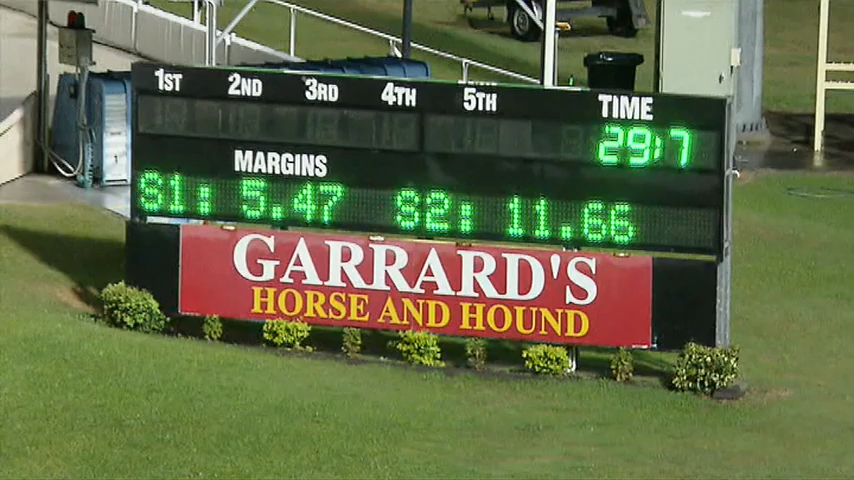 1ST 2ND 3RD 4TH 5TH TIME
29:7
MARGINS
S1: 5.47 S2: 11.66
GARRARD'S
HORSE AND HOUND